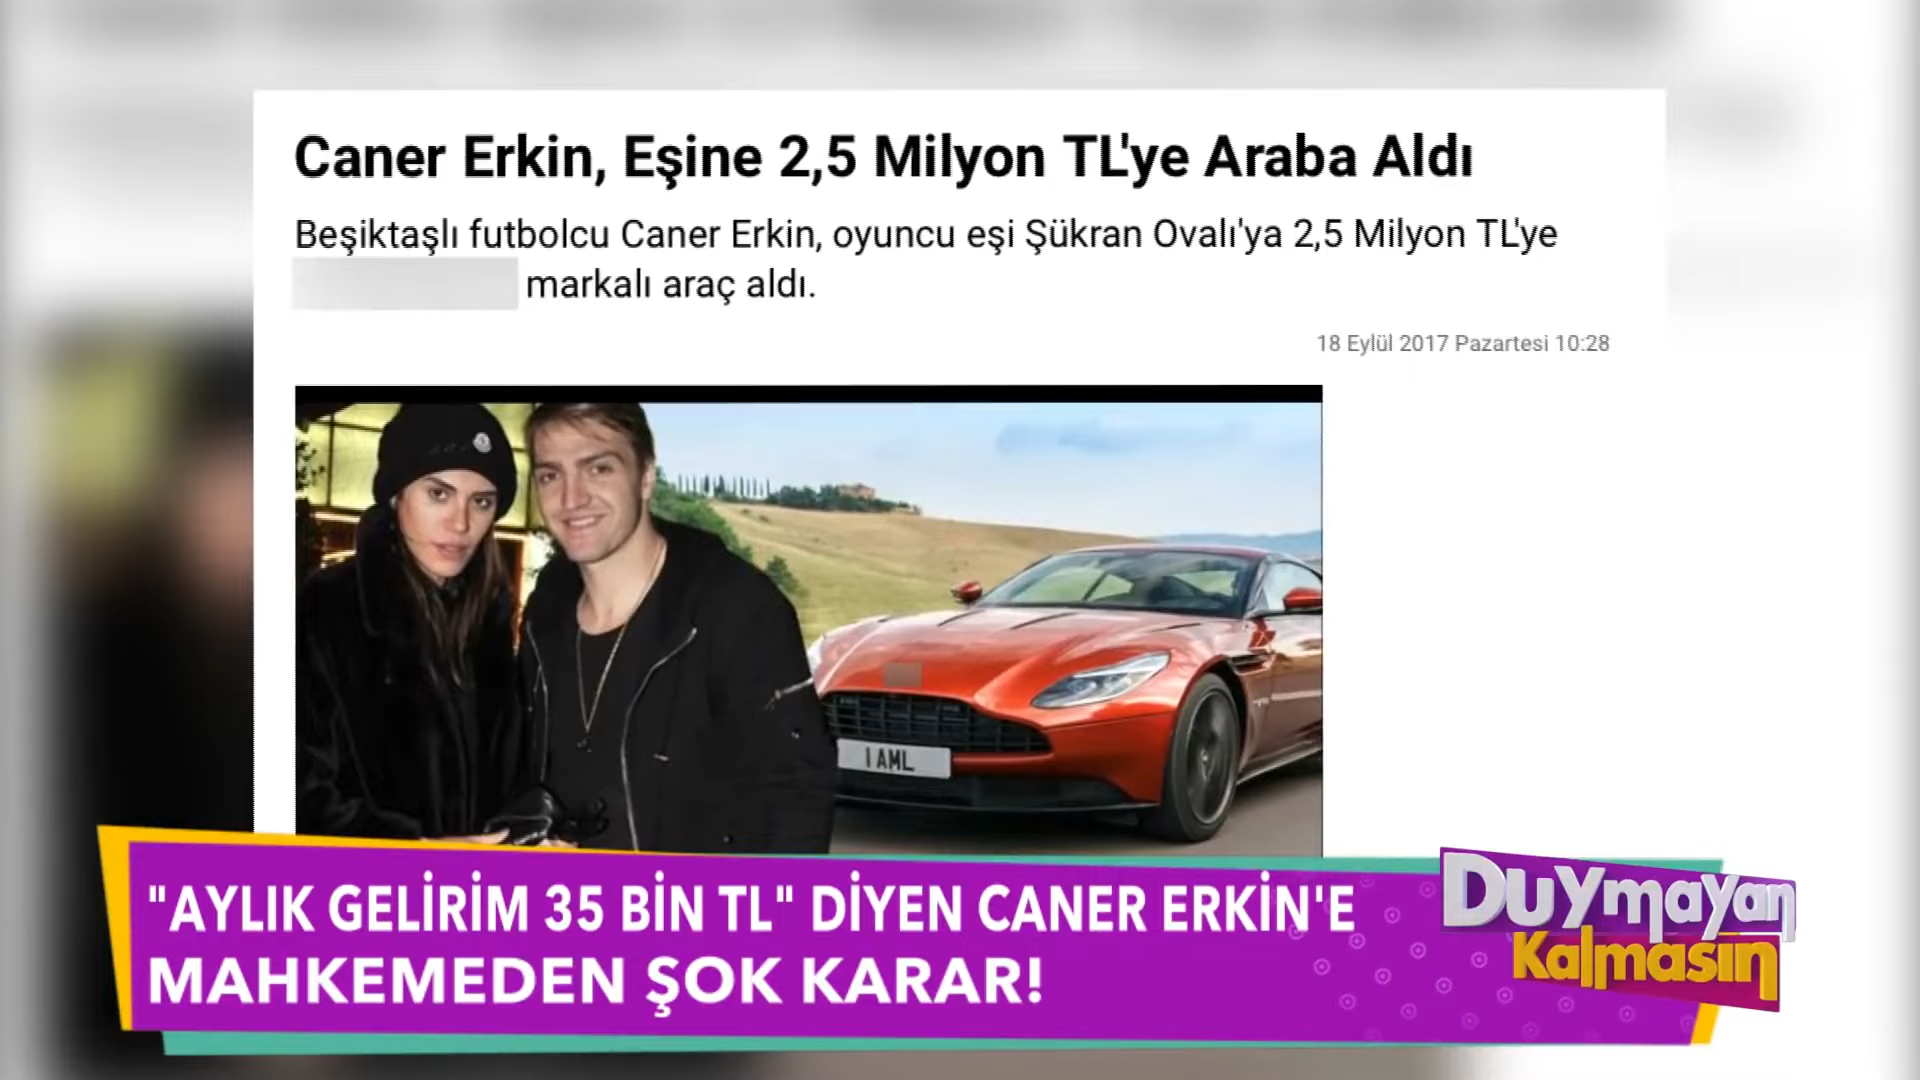 Caner Erkin, Eşine 2,5 Milyon TL'ye Araba Aldı
Beşiktaşlı futbolcu Caner Erkin, oyuncu eşi Şükran Ovalı'ya 2,5 Milyon TL'ye
markalı araç aldı.
18 Eylül 2017 Pazartesi 10:28
1 AML
"AYLIK GELİRİM 35 BİN TL" DİYEN CANER ERKİN'E
MAHKEMEDEN ŞOK KARAR!
Duymayan
Kalmasın